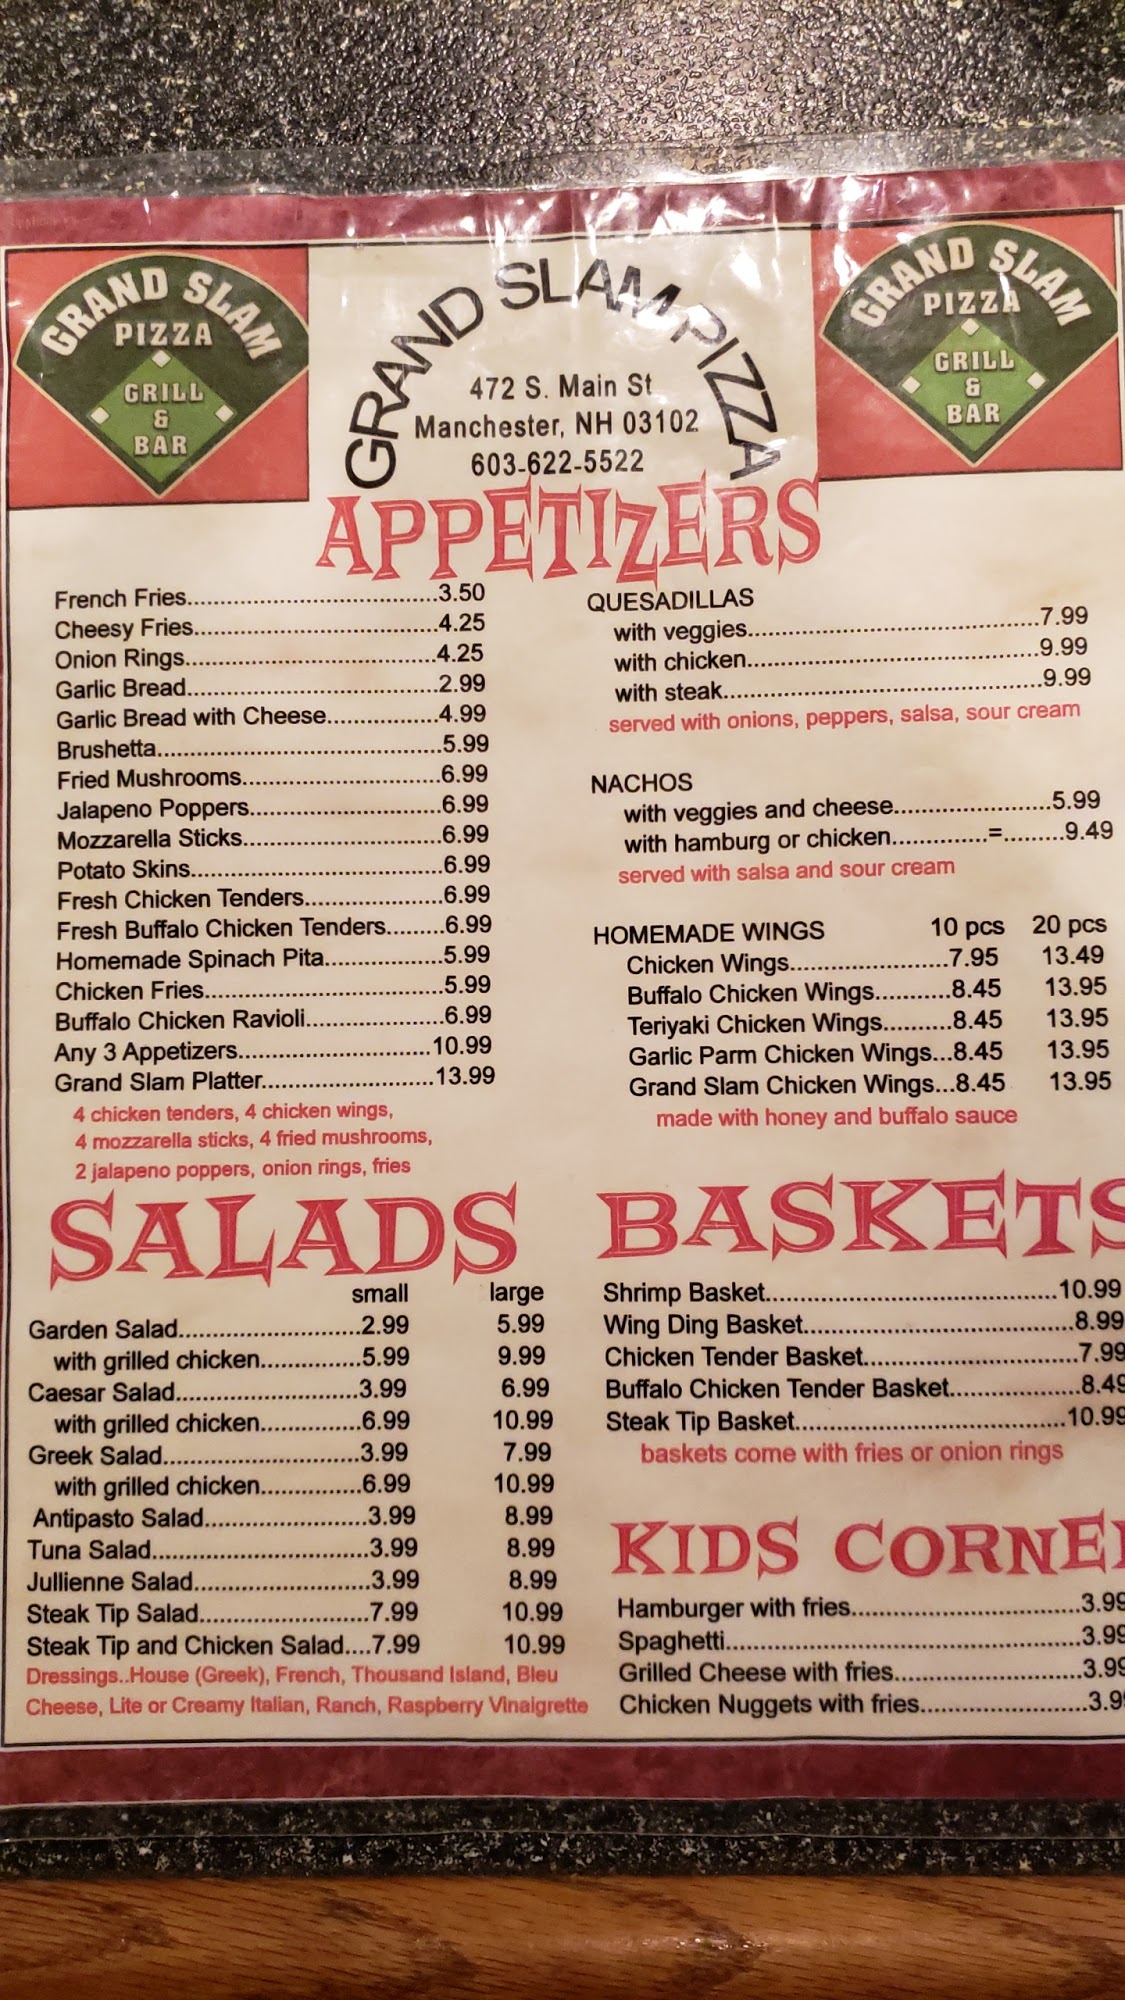 GRAND SLAM
PIZZA
GRILL
&
BAR
GRAND SLAM PIZZA
472 S. Main St
Manchester, NH 03102
603-622-5522
GRAND SLAM
PIZZA
GRILL
&
BAR
APPETIZERS
French Fries..................................3.50
Cheesy Fries.................................4.25
Onion Rings..................................4.25
Garlic Bread..................................2.99
Garlic Bread with Cheese...............4.99
Brushetta.......................................5.99
Fried Mushrooms...........................6.99
Jalapeno Poppers..........................6.99
Mozzarella Sticks...........................6.99
Potato Skins..................................6.99
Fresh Chicken Tenders...................6.99
Fresh Buffalo Chicken Tenders........6.99
Homemade Spinach Pita................5.99
Chicken Fries.................................5.99
Buffalo Chicken Ravioli...................6.99
Any 3 Appetizers..........................10.99
Grand Slam Platter........................13.99
4 chicken tenders, 4 chicken wings,
4 mozzarella sticks, 4 fried mushrooms,
2 jalapeno poppers, onion rings, fries
QUESADILLAS
with veggies........................................7.99
with chicken........................................9.99
with steak............................................9.99
served with onions, peppers, salsa, sour cream
NACHOS
with veggies and cheese......................5.99
with hamburg or chicken.............=.........9.49
served with salsa and sour cream
HOMEMADE WINGS 10 pcs 20 pcs
Chicken Wings......................7.95 13.49
Buffalo Chicken Wings...........8.45 13.95
Teriyaki Chicken Wings..........8.45 13.95
Garlic Parm Chicken Wings...8.45 13.95
Grand Slam Chicken Wings...8.45 13.95
made with honey and buffalo sauce
SALADS
small large
Garden Salad.........................2.99 5.99
with grilled chicken..............5.99 9.99
Caesar Salad.........................3.99 6.99
with grilled chicken..............6.99 10.99
Greek Salad...........................3.99 7.99
with grilled chicken..............6.99 10.99
Antipasto Salad.......................3.99 8.99
Tuna Salad..............................3.99 8.99
Jullienne Salad.........................3.99 8.99
Steak Tip Salad........................7.99 10.99
Steak Tip and Chicken Salad....7.99 10.99
Dressings..House (Greek), French, Thousand Island, Bleu
Cheese, Lite or Creamy Italian, Ranch, Raspberry Vinaigrette
BASKETS
Shrimp Basket.........................................10.99
Wing Ding Basket......................................8.99
Chicken Tender Basket..............................7.99
Buffalo Chicken Tender Basket..................8.49
Steak Tip Basket......................................10.99
baskets come with fries or onion rings
KIDS CORNE
Hamburger with fries................................3.99
Spaghetti..................................................3.99
Grilled Cheese with fries..........................3.99
Chicken Nuggets with fries.......................3.9